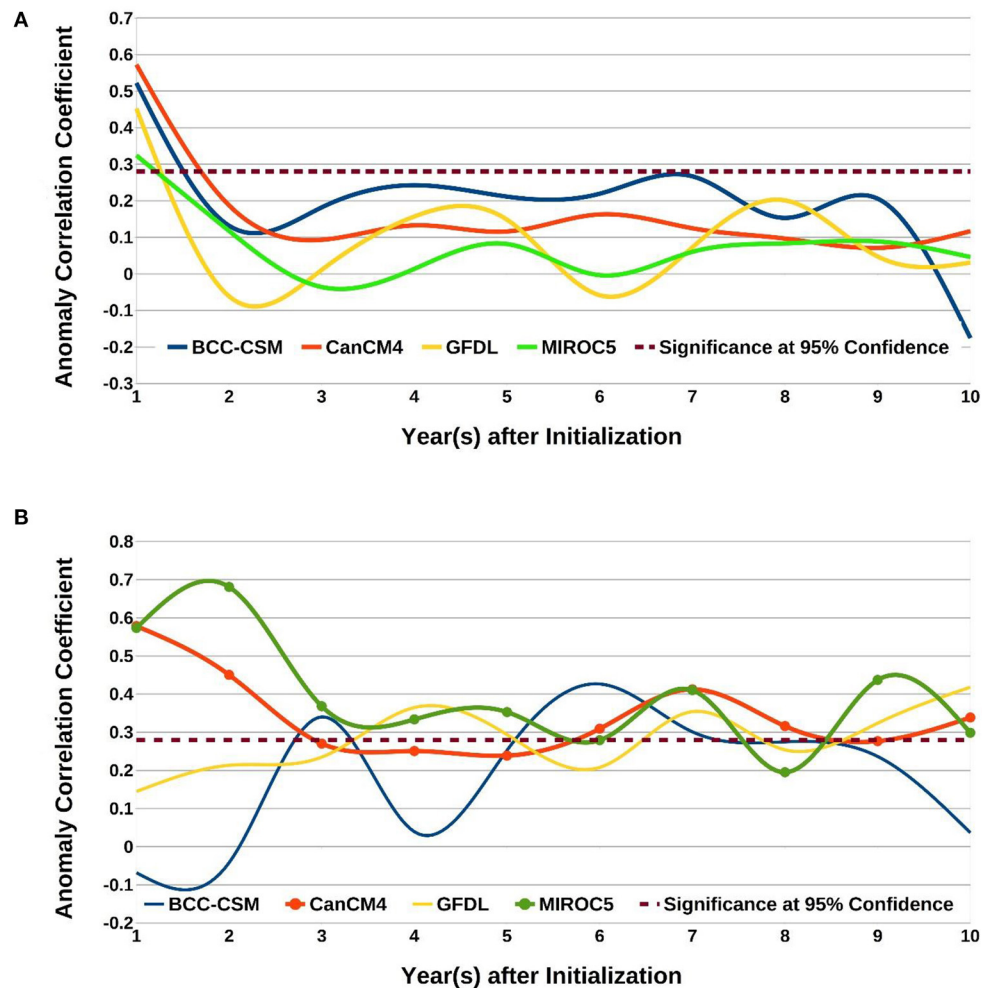 A
Anomaly Correlation Coefficient
0.7
0.6
0.5
0.4
0.3
0.2
0.1
0
-0.1
-0.2
-0.3
BCC-CSM CanCM4 GFDL MIROC5 Significance at 95% Confidence
1 2 3 4 5 6 7 8 9 10
Year(s) after Initialization
B
Anomaly Correlation Coefficient
0.8
0.7
0.6
0.5
0.4
0.3
0.2
0.1
0
-0.1
-0.2
BCC-CSM CanCM4 GFDL MIROC5 Significance at 95% Confidence
1 2 3 4 5 6 7 8 9 10
Year(s) after Initialization